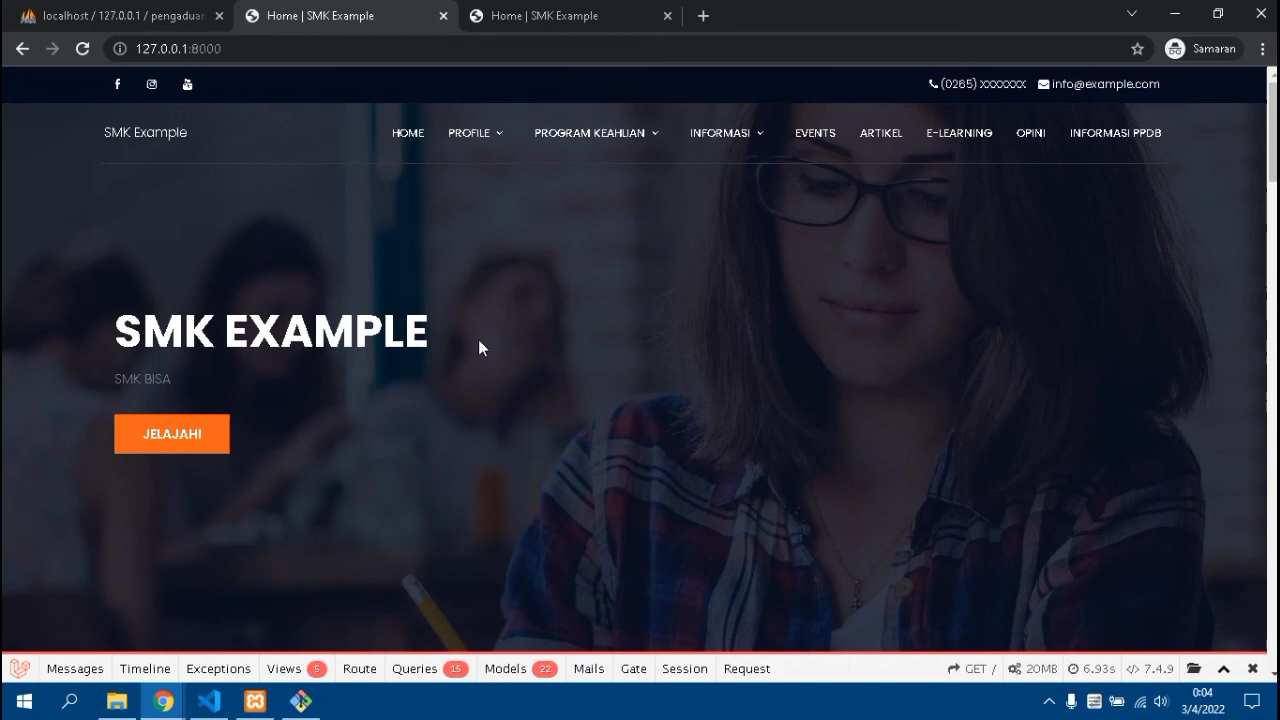 localhost / 127.0.0.1 / pengaduan
Home | SMK Example
Home | SMK Example
127.0.0.1:8000
Samaran
(0265) XXXXXXX
info@example.com
SMK Example
HOME
PROFILE
PROGRAM KEAHLIAN
INFORMASI
EVENTS
ARTIKEL
E-LEARNING
OPINI
INFORMASI PPDB
SMK EXAMPLE
SMK BISA
JELAJAHI
Messages
Timeline
Exceptions
Views 5
Route
Queries 15
Models 22
Mails
Gate
Session
Request
GET /
20MB
6.93s
7.4.9
0:04
3/4/2022